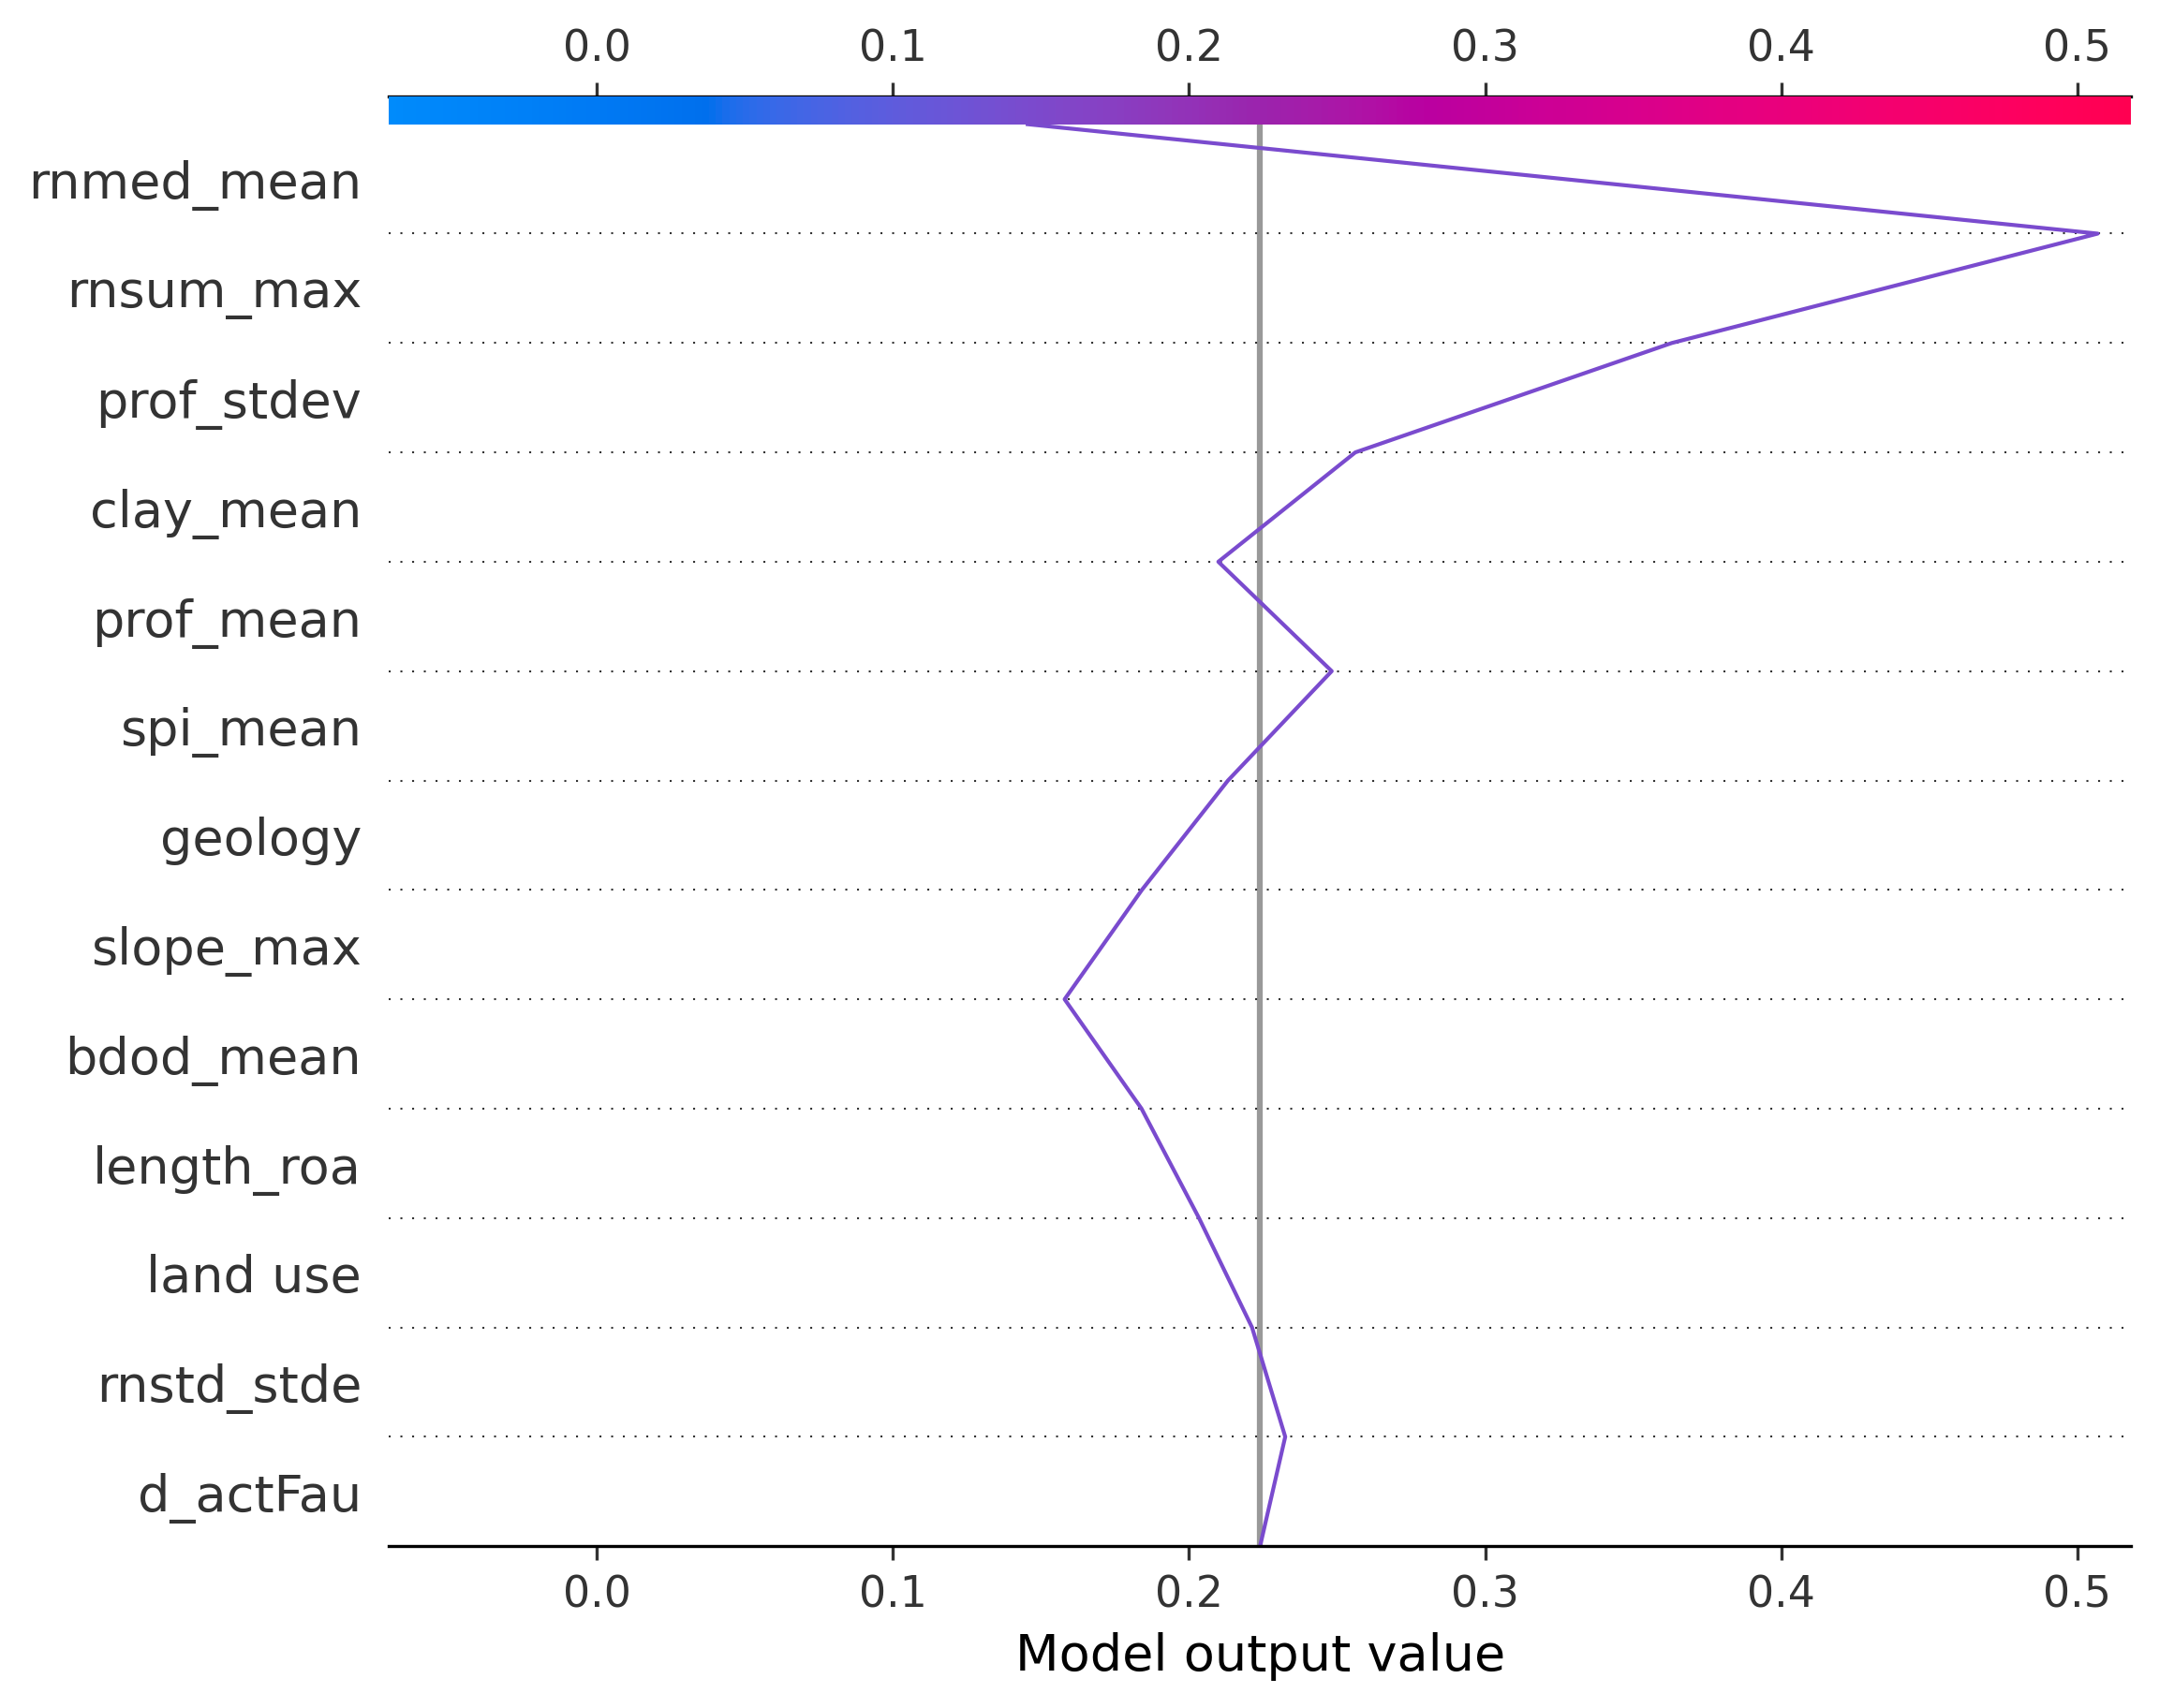 0.0 0.1 0.2 0.3 0.4 0.5
rnmed_mean
rnsum_max
prof_stdev
clay_mean
prof_mean
spi_mean
geology
slope_max
bdod_mean
length_roa
land use
rnstd_stde
d_actFau
0.0 0.1 0.2 0.3 0.4 0.5
Model output value